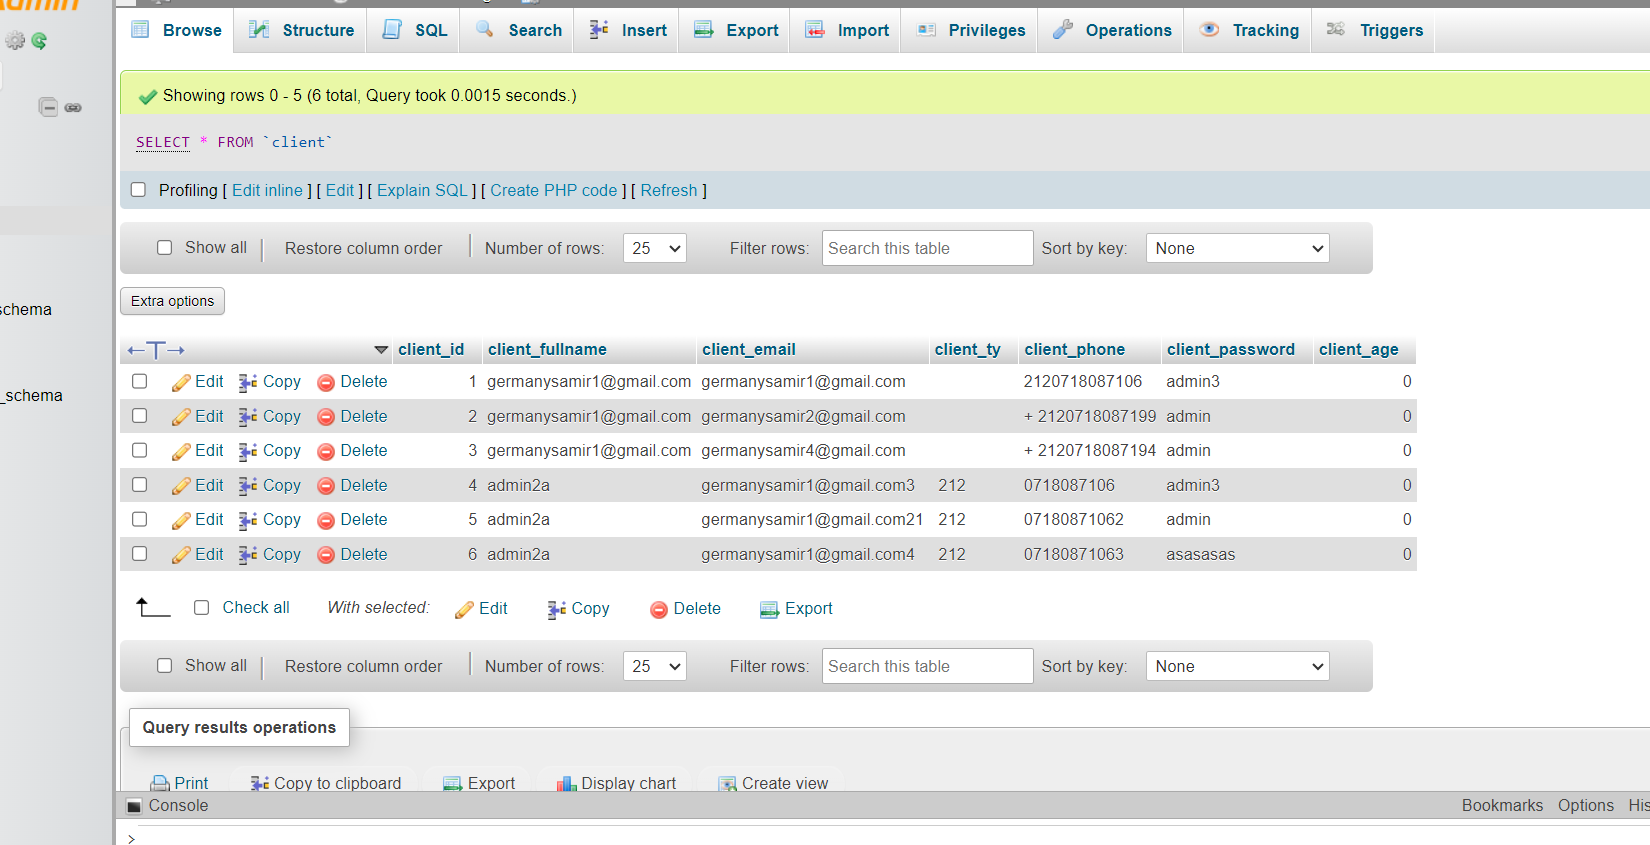 Browse Structure SQL Search Insert Export Import Privileges Operations Tracking Triggers
Showing rows 0 - 5 (6 total, Query took 0.0015 seconds.)
SELECT * FROM `client`
Profiling [ Edit inline ] [ Edit ] [ Explain SQL ] [ Create PHP code ] [ Refresh ]
Show all Restore column order Number of rows: 25 Filter rows: Search this table Sort by key: None
Extra options
schema
_schema
client_id client_fullname client_email client_ty client_phone client_password client_age
Edit Copy Delete 1 germanysamir1@gmail.com germanysamir1@gmail.com 2120718087106 admin3 0
Edit Copy Delete 2 germanysamir1@gmail.com germanysamir2@gmail.com + 2120718087199 admin 0
Edit Copy Delete 3 germanysamir1@gmail.com germanysamir4@gmail.com + 2120718087194 admin 0
Edit Copy Delete 4 admin2a germanysamir1@gmail.com3 212 0718087106 admin3 0
Edit Copy Delete 5 admin2a germanysamir1@gmail.com21 212 07180871062 admin 0
Edit Copy Delete 6 admin2a germanysamir1@gmail.com4 212 07180871063 asasasas 0
Check all With selected: Edit Copy Delete Export
Show all Restore column order Number of rows: 25 Filter rows: Search this table Sort by key: None
Query results operations
Print Copy to clipboard Export Display chart Create view
Console Bookmarks Options His
>